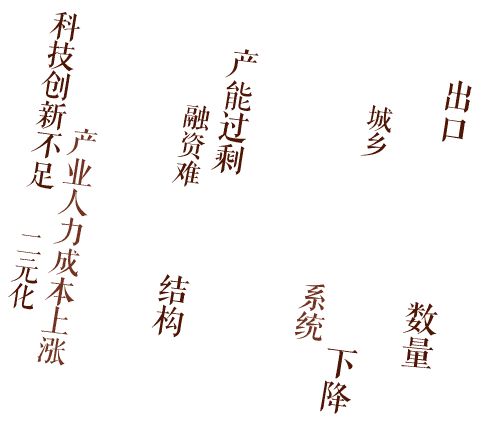 科技创新不足
产能过剩
融资难
城乡
出口
产业人力成本上涨
二元化
结构
系统
数量
下降